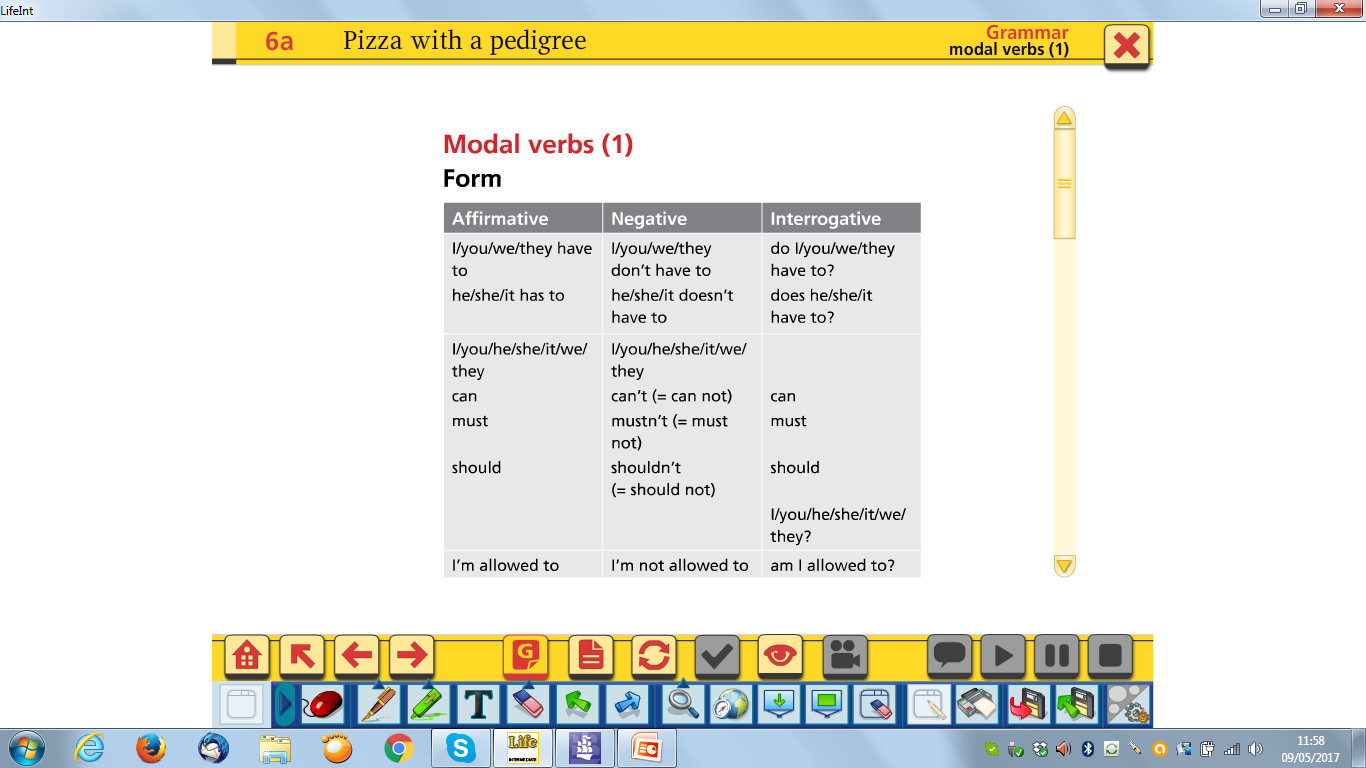 LifeInt
6a Pizza with a pedigree
Grammar
modal verbs (1)
Modal verbs (1)
Form
Affirmative Negative Interrogative
I/you/we/they have to
I/you/we/they don't have to
do I/you/we/they have to?
he/she/it has to
he/she/it doesn't have to
does he/she/it have to?
I/you/he/she/it/we/they
I/you/he/she/it/we/they
can
can't (= can not)
can
must
mustn't (= must not)
must
should
shouldn't (= should not)
should
I/you/he/she/it/we/they?
I'm allowed to
I'm not allowed to
am I allowed to?
G
T
Life
INTERMEDIATE
11:58
09/05/2017